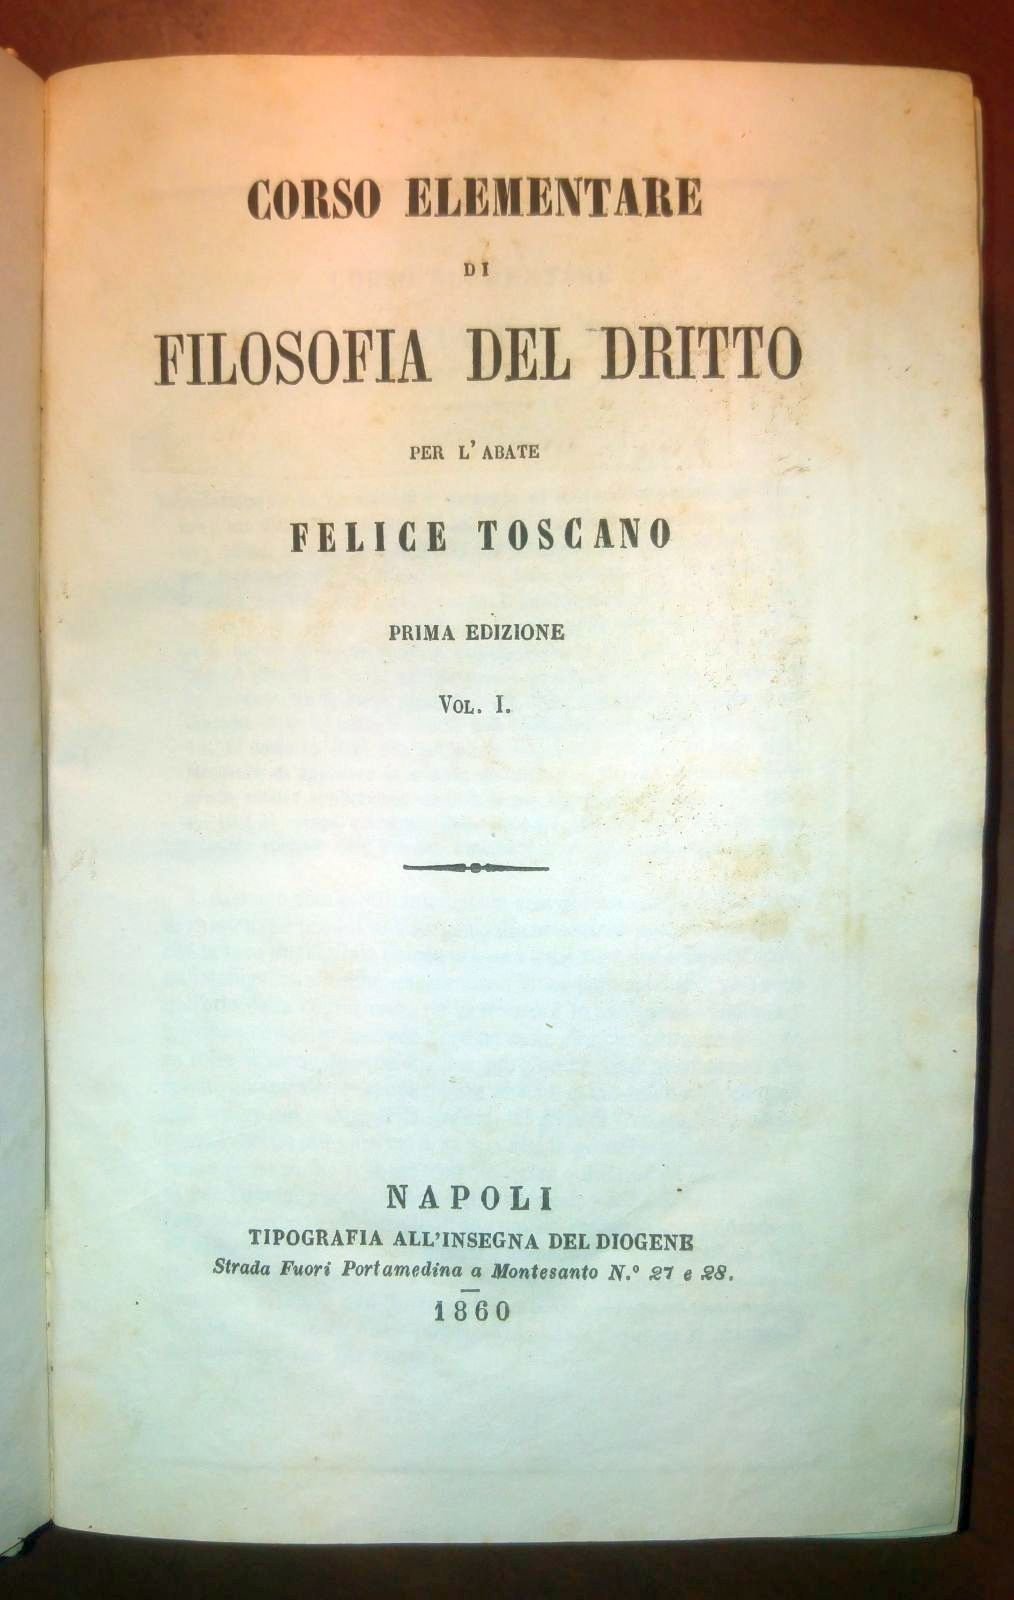 CORSO ELEMENTARE
DI
FILOSOFIA DEL DRITTO
PER L'ABATE
FELICE TOSCANO
PRIMA EDIZIONE
VOL. I.
NAPOLI
TIPOGRAFIA ALL'INSEGNA DEL DIOGENE
Strada Fuori Portamedina a Montesanto N.º 27 e 28.
1860